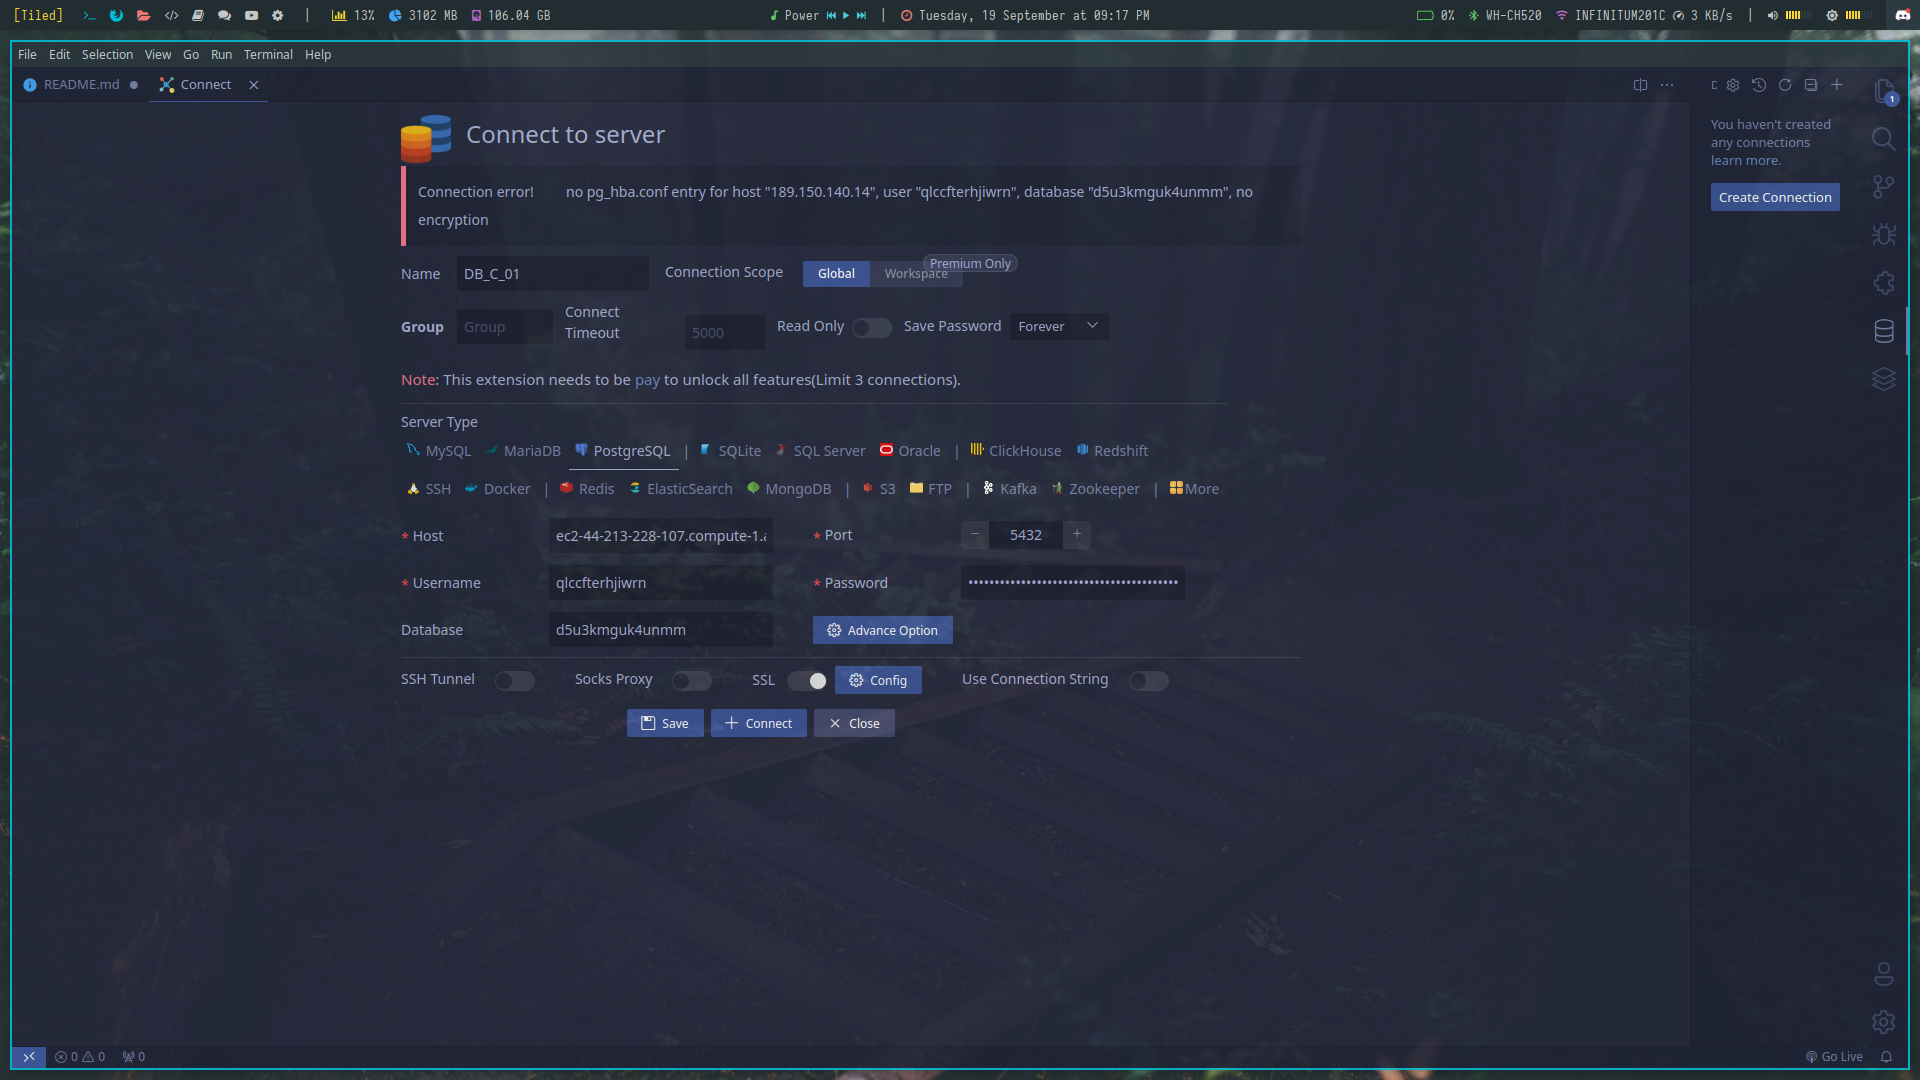 [Tiled] 13% 3102 MB 106.04 GB Power Tuesday, 19 September at 09:17 PM 0% WH-CH520 INFINITUM201C 3 KB/s
File Edit Selection View Go Run Terminal Help
README.md Connect
Connect to server
Connection error! no pg_hba.conf entry for host "189.150.140.14", user "qlccfterhjiwrn", database "d5u3kmguk4unmm", no
encryption
Name DB_C_01 Connection Scope Global Workspace Premium Only
Group Group Connect
Timeout 5000 Read Only Save Password Forever
Note: This extension needs to be pay to unlock all features(Limit 3 connections).
Server Type
MySQL MariaDB PostgreSQL | SQLite SQL Server Oracle | ClickHouse Redshift
SSH Docker | Redis ElasticSearch MongoDB | S3 FTP | Kafka Zookeeper | More
* Host ec2-44-213-228-107.compute-1.a * Port − 5432 +
* Username qlccfterhjiwrn * Password ••••••••••••••••••••••••••••••••••••••••
Database d5u3kmguk4unmm Advance Option
SSH Tunnel Socks Proxy SSL Config Use Connection String
Save Connect Close
You haven't created
any connections
learn more.
Create Connection
1
0 0 0 Go Live